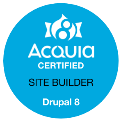 ACQUIA
CERTIFIED
SITE BUILDER
Drupal 8